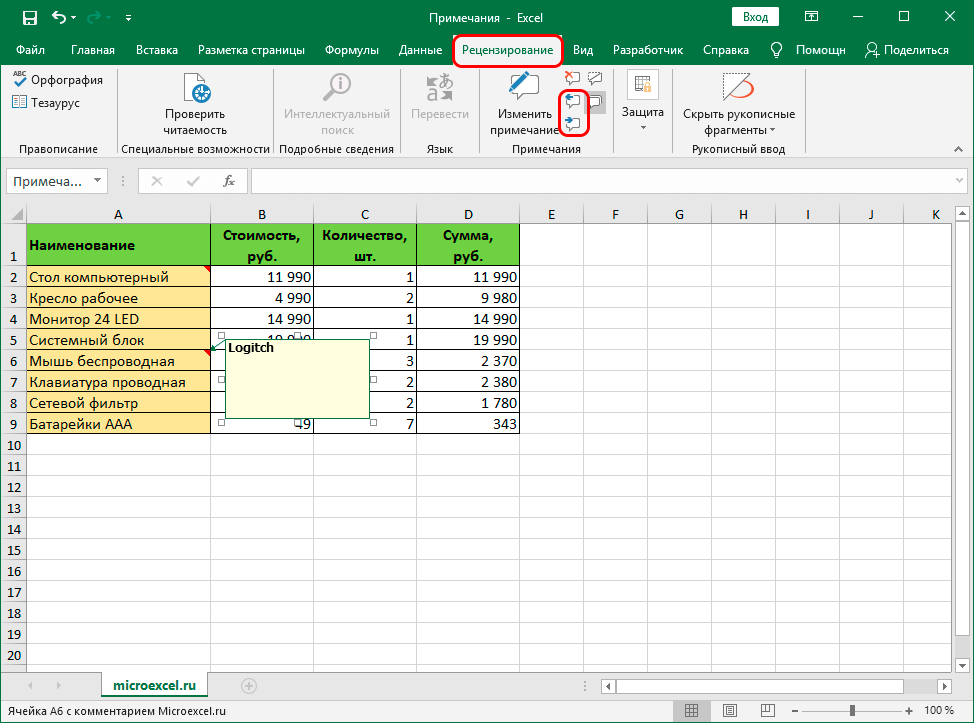 Примечания - Excel
Вход
Файл Главная Вставка Разметка страницы Формулы Данные Рецензирование Вид Разработчик Справка Помощн Поделиться
ABC Орфография
Тезаурус
Правописание
Проверить
читаемость
Специальные возможности
Интеллектуальный
поиск
Подробные сведения
Перевести
Язык
Изменить
примечание
Примечания
Защита
Скрыть рукописные
фрагменты
Рукописный ввод
Примеча... fx
A B C D E F G H I J K
1 Наименование Стоимость, руб. Количество, шт. Сумма, руб.
2 Стол компьютерный 11 990 1 11 990
3 Кресло рабочее 4 990 2 9 980
4 Монитор 24 LED 14 990 1 14 990
5 Системный блок 1 19 990
Logitch
6 Мышь беспроводная 3 2 370
7 Клавиатура проводная 2 2 380
8 Сетевой фильтр 2 1 780
9 Батарейки AAA 49 7 343
10
11
12
13
14
15
16
17
18
19
20
microexcel.ru
Ячейка A6 с комментарием Microexcel.ru
100 %